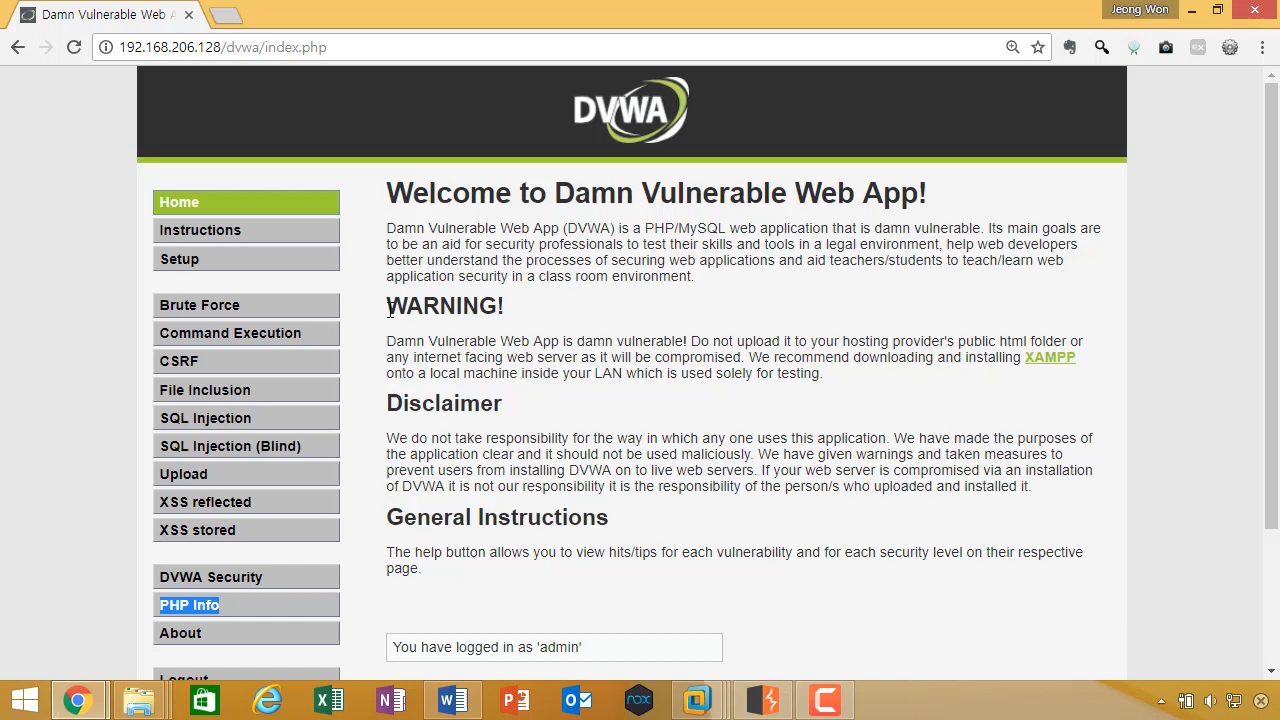 Damn Vulnerable Web A
Jeong Won
192.168.206.128/dvwa/index.php
DVWA
Home
Instructions
Setup
Brute Force
Command Execution
CSRF
File Inclusion
SQL Injection
SQL Injection (Blind)
Upload
XSS reflected
XSS stored
DVWA Security
PHP Info
About
Logout
Welcome to Damn Vulnerable Web App!
Damn Vulnerable Web App (DVWA) is a PHP/MySQL web application that is damn vulnerable. Its main goals are
to be an aid for security professionals to test their skills and tools in a legal environment, help web developers
better understand the processes of securing web applications and aid teachers/students to teach/learn web
application security in a class room environment.
WARNING!
Damn Vulnerable Web App is damn vulnerable! Do not upload it to your hosting provider's public html folder or
any internet facing web server as it will be compromised. We recommend downloading and installing XAMPP
onto a local machine inside your LAN which is used solely for testing.
Disclaimer
We do not take responsibility for the way in which any one uses this application. We have made the purposes of
the application clear and it should not be used maliciously. We have given warnings and taken measures to
prevent users from installing DVWA on to live web servers. If your web server is compromised via an installation
of DVWA it is not our responsibility it is the responsibility of the person/s who uploaded and installed it.
General Instructions
The help button allows you to view hits/tips for each vulnerability and for each security level on their respective
page.
You have logged in as 'admin'
nox